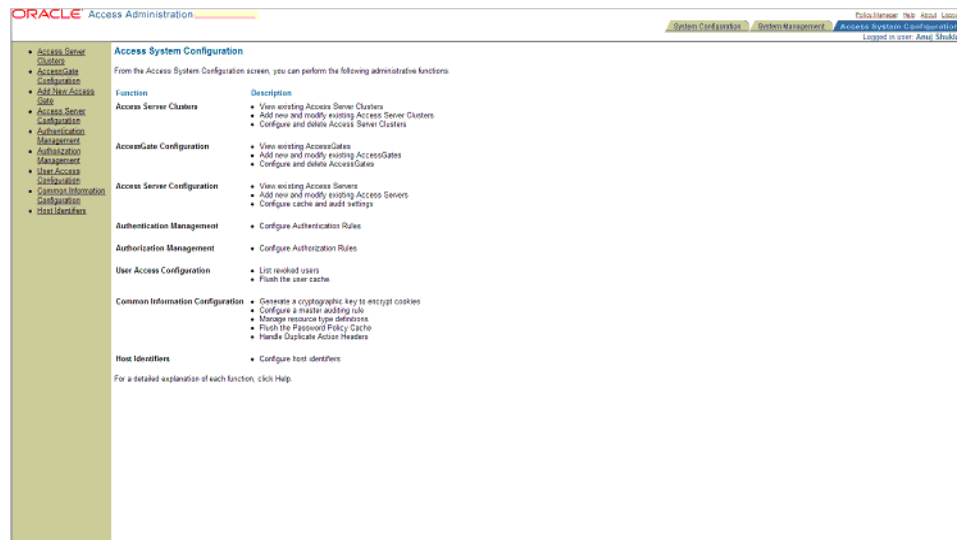 ORACLE Access Administration
Policy Manager Help About Logou
System Configuration System Management Access System Configuration
Logged in user: Anuj Shukla
Access Server
Clusters
AccessGate
Configuration
Add New Access
Gate
Access Server
Configuration
Authentication
Management
Authorization
Management
User Access
Configuration
Common Information
Configuration
Host Identifiers
Access System Configuration
From the Access System Configuration screen, you can perform the following administrative functions.
Function Description
Access Server Clusters
View existing Access Server Clusters
Add new and modify existing Access Server Clusters
Configure and delete Access Server Clusters
AccessGate Configuration
View existing AccessGates
Add new and modify existing AccessGates
Configure and delete AccessGates
Access Server Configuration
View existing Access Servers
Add new and modify existing Access Servers
Configure cache and audit settings
Authentication Management
Configure Authentication Rules
Authorization Management
Configure Authorization Rules
User Access Configuration
List revoked users
Flush the user cache
Common Information Configuration
Generate a cryptographic key to encrypt cookies
Configure a master auditing rule
Manage resource type definitions
Flush the Password Policy Cache
Handle Duplicate Action Headers
Host Identifiers
Configure host identifiers
For a detailed explanation of each function, click Help.